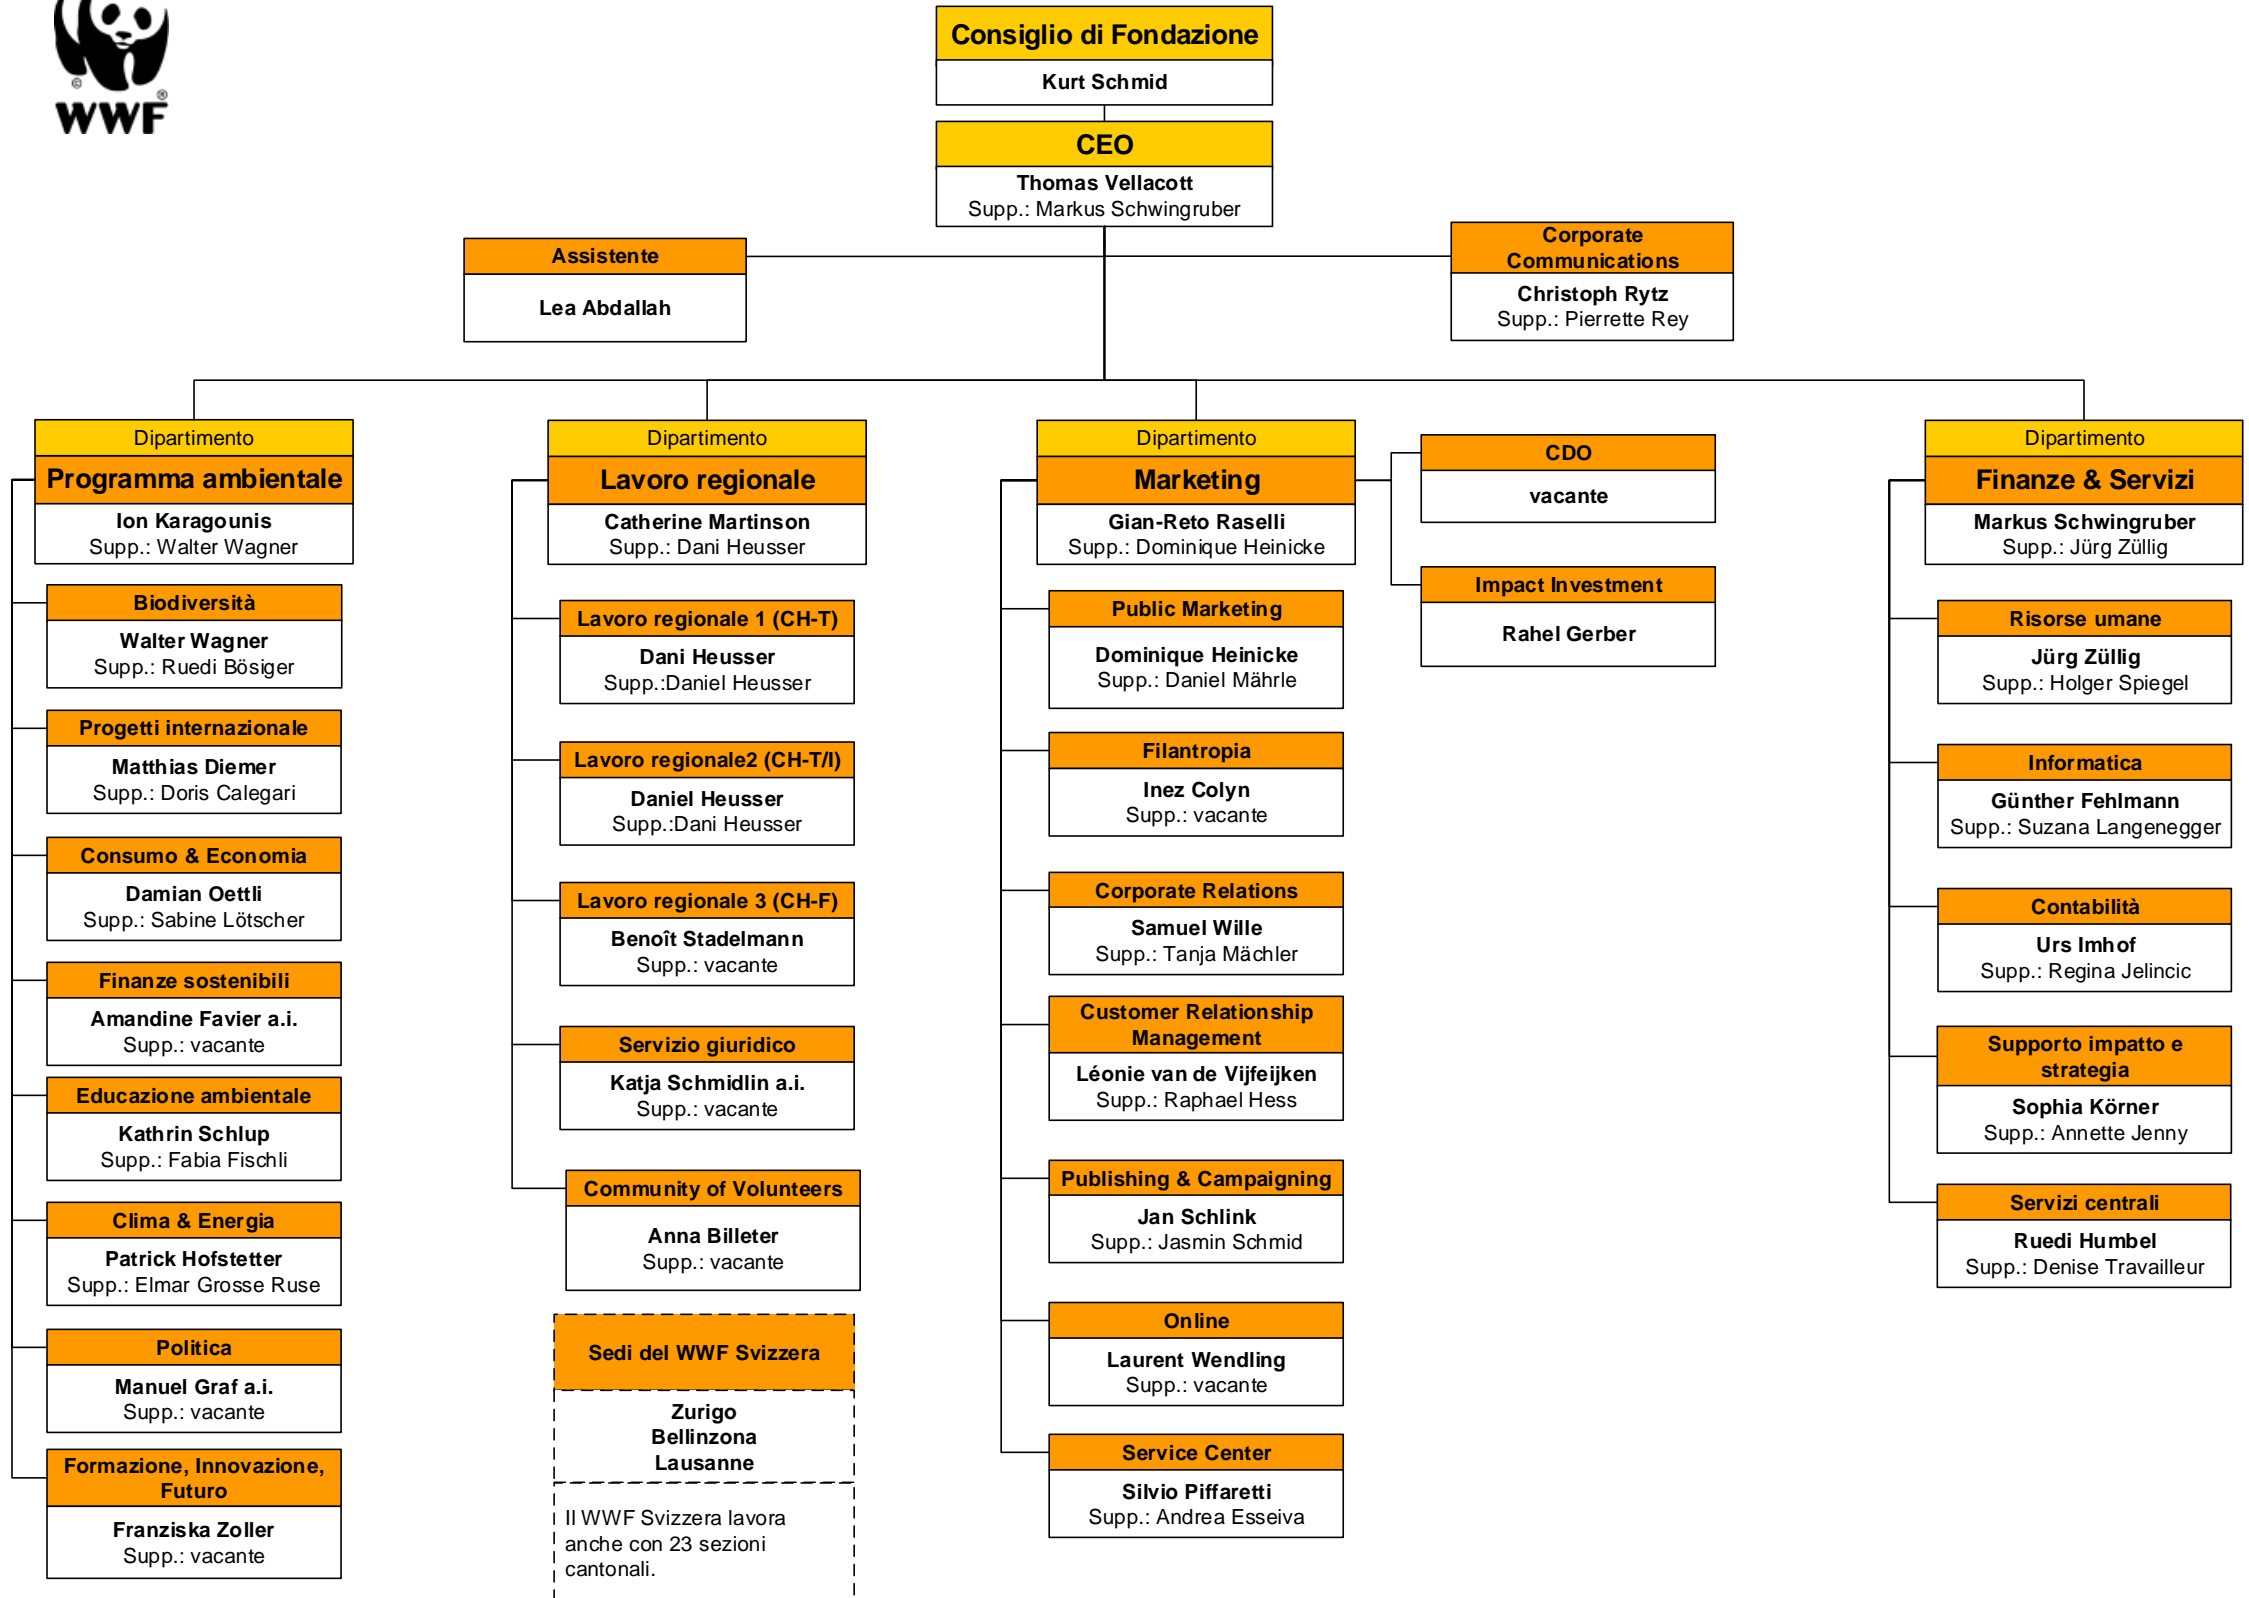 ©
®
WWF
Consiglio di Fondazione
Kurt Schmid
CEO
Thomas Vellacott
Supp.: Markus Schwingruber
Assistente
Lea Abdallah
Corporate
Communications
Christoph Rytz
Supp.: Pierrette Rey
Dipartimento
Programma ambientale
Ion Karagounis
Supp.: Walter Wagner
Biodiversità
Walter Wagner
Supp.: Ruedi Bösiger
Progetti internazionale
Matthias Diemer
Supp.: Doris Calegari
Consumo & Economia
Damian Oettli
Supp.: Sabine Lötscher
Finanze sostenibili
Amandine Favier a.i.
Supp.: vacante
Educazione ambientale
Kathrin Schlup
Supp.: Fabia Fischli
Clima & Energia
Patrick Hofstetter
Supp.: Elmar Grosse Ruse
Politica
Manuel Graf a.i.
Supp.: vacante
Formazione, Innovazione,
Futuro
Franziska Zoller
Supp.: vacante
Dipartimento
Lavoro regionale
Catherine Martinson
Supp.: Dani Heusser
Lavoro regionale 1 (CH-T)
Dani Heusser
Supp.:Daniel Heusser
Lavoro regionale2 (CH-T/I)
Daniel Heusser
Supp.:Dani Heusser
Lavoro regionale 3 (CH-F)
Benoît Stadelmann
Supp.: vacante
Servizio giuridico
Katja Schmidlin a.i.
Supp.: vacante
Community of Volunteers
Anna Billeter
Supp.: vacante
Sedi del WWF Svizzera
Zurigo
Bellinzona
Lausanne
Il WWF Svizzera lavora
anche con 23 sezioni
cantonali.
Dipartimento
Marketing
Gian-Reto Raselli
Supp.: Dominique Heinicke
CDO
vacante
Impact Investment
Rahel Gerber
Public Marketing
Dominique Heinicke
Supp.: Daniel Mährle
Filantropia
Inez Colyn
Supp.: vacante
Corporate Relations
Samuel Wille
Supp.: Tanja Mächler
Customer Relationship
Management
Léonie van de Vijfeijken
Supp.: Raphael Hess
Publishing & Campaigning
Jan Schlink
Supp.: Jasmin Schmid
Online
Laurent Wendling
Supp.: vacante
Service Center
Silvio Piffaretti
Supp.: Andrea Esseiva
Dipartimento
Finanze & Servizi
Markus Schwingruber
Supp.: Jürg Züllig
Risorse umane
Jürg Züllig
Supp.: Holger Spiegel
Informatica
Günther Fehlmann
Supp.: Suzana Langenegger
Contabilità
Urs Imhof
Supp.: Regina Jelincic
Supporto impatto e
strategia
Sophia Körner
Supp.: Annette Jenny
Servizi centrali
Ruedi Humbel
Supp.: Denise Travailleur